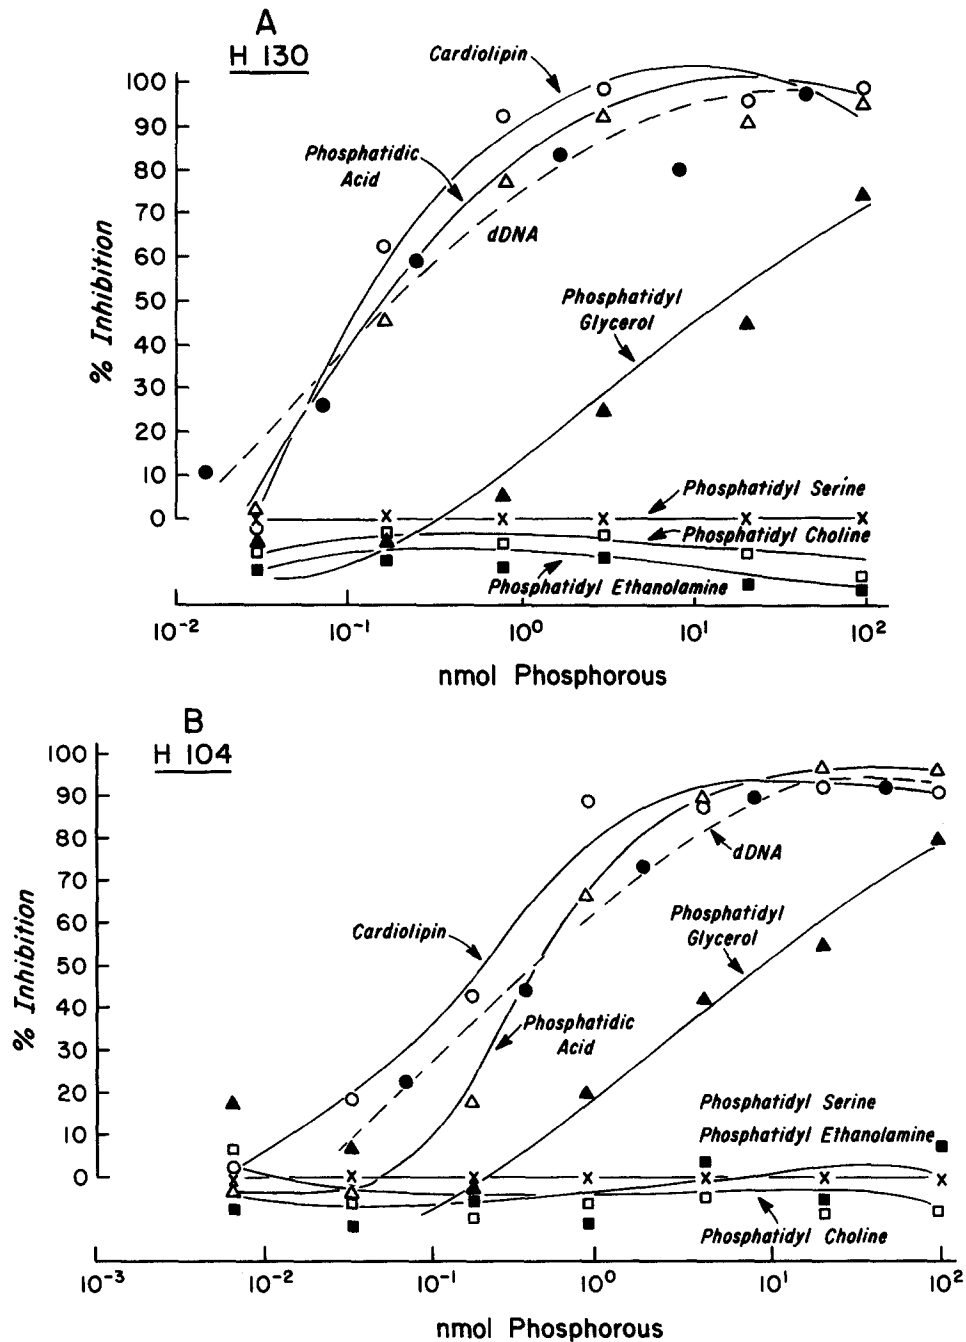 A
H 130
Cardiolipin
100
90
80
70
60
50
40
30
20
10
0
% Inhibition
Phosphatidic
Acid
dDNA
Phosphatidyl
Glycerol
Phosphatidyl Serine
Phosphatidyl Choline
Phosphatidyl Ethanolamine
10⁻²
10⁻¹
10⁰
10¹
10²
nmol Phosphorous
B
H 104
100
90
80
70
60
50
40
30
20
10
0
% Inhibition
dDNA
Cardiolipin
Phosphatidyl
Glycerol
Phosphatidic
Acid
Phosphatidyl Serine
Phosphatidyl Ethanolamine
Phosphatidyl Choline
10⁻³
10⁻²
10⁻¹
10⁰
10¹
10²
nmol Phosphorous